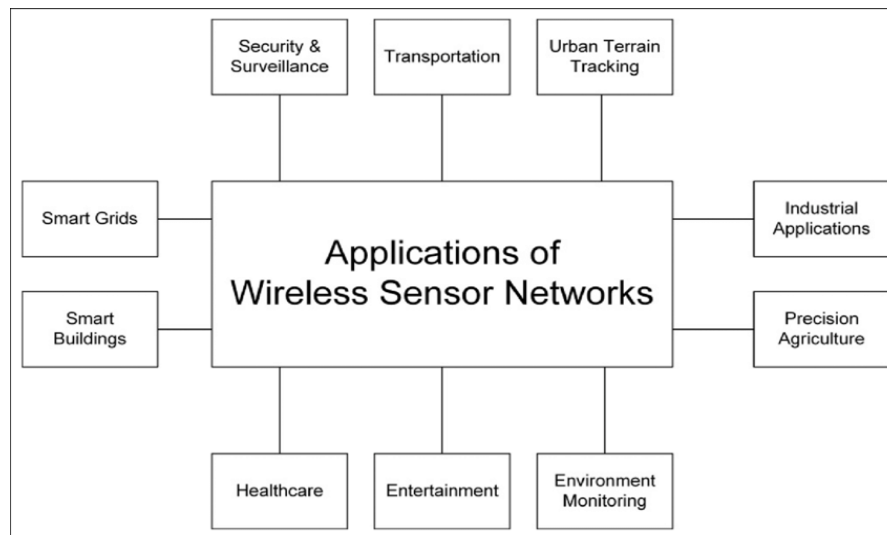 Security &
Surveillance
Transportation
Urban Terrain
Tracking
Smart Grids
Industrial
Applications
Applications of
Wireless Sensor Networks
Smart
Buildings
Precision
Agriculture
Healthcare
Entertainment
Environment
Monitoring